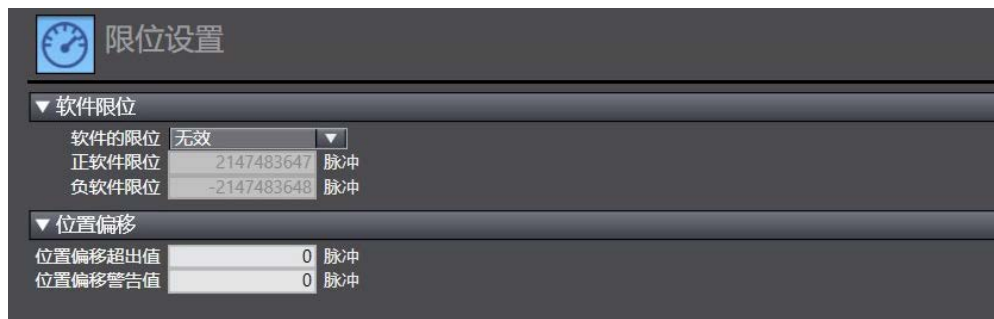 限位设置
▼软件限位
软件的限位 无效 ▼
正软件限位 2147483647 脉冲
负软件限位 -2147483648 脉冲
▼位置偏移
位置偏移超出值 0 脉冲
位置偏移警告值 0 脉冲